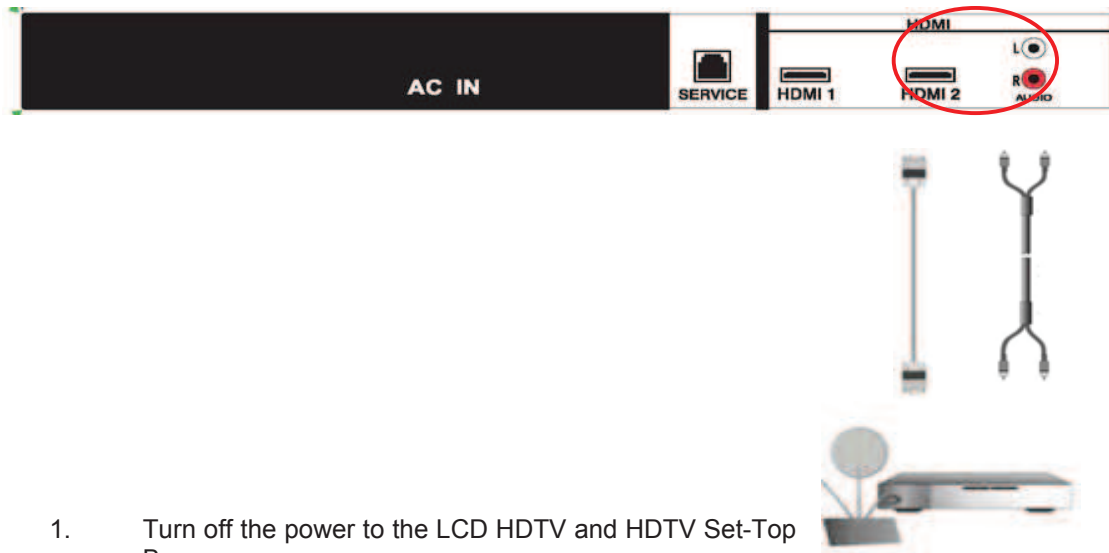 HDMI
L
AC IN
R
SERVICE HDMI 1 HDMI 2 AUDIO
1. Turn off the power to the LCD HDTV and HDTV Set-Top